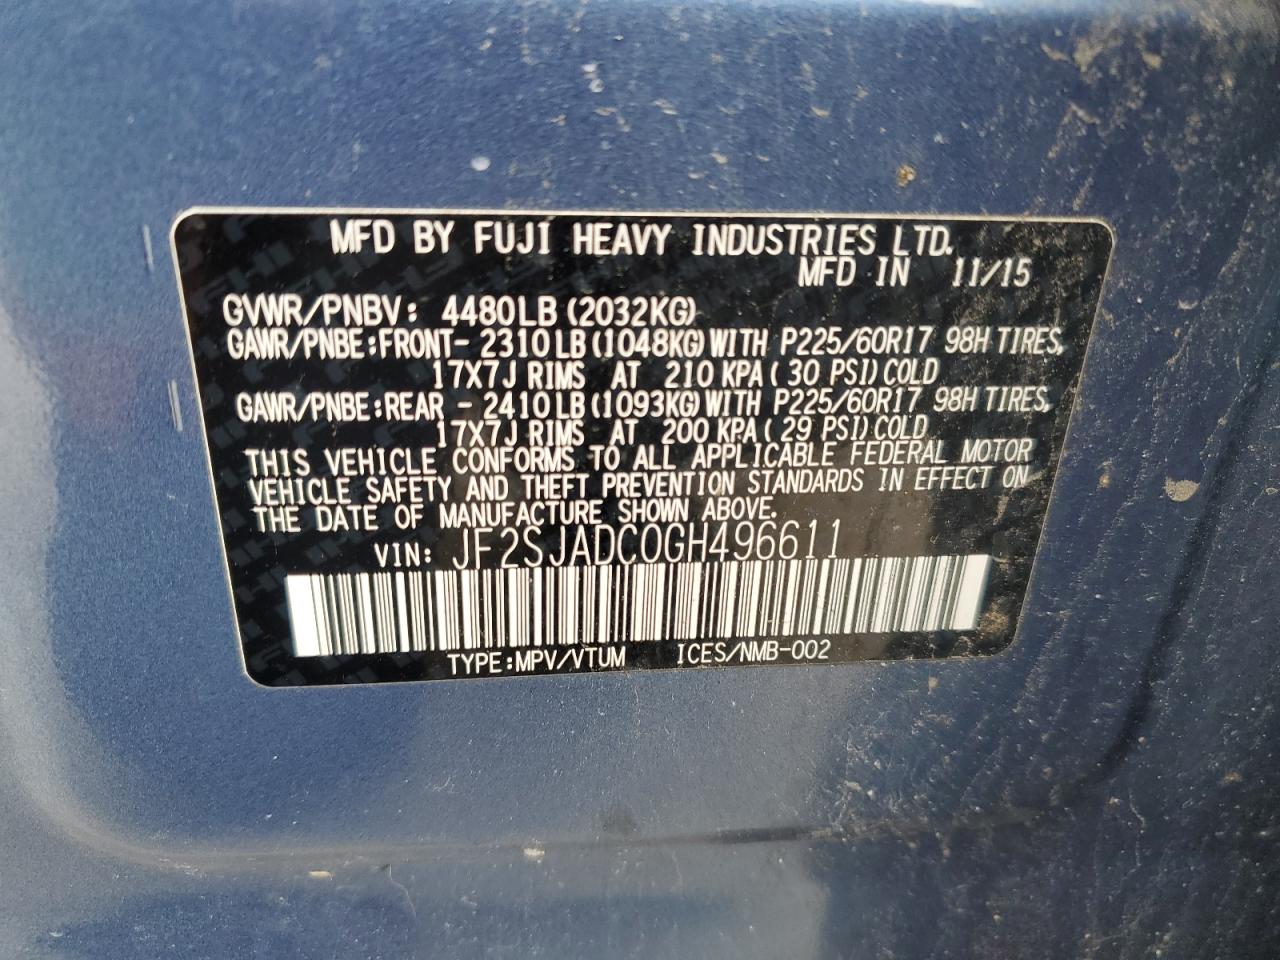 MFD BY FUJI HEAVY INDUSTRIES LTD.
MFD IN 11/15
GVWR/PNBV: 4480LB (2032KG)
GAWR/PNBE:FRONT- 2310LB(1048KG)WITH P225/60R17 98H TIRES,
17X7J RIMS AT 210 KPA( 30 PSI)COLD
GAWR/PNBE:REAR - 2410LB(1093KG)WITH P225/60R17 98H TIRES,
17X7J RIMS AT 200 KPA( 29 PSI)COLD
THIS VEHICLE CONFORMS TO ALL APPLICABLE FEDERAL MOTOR
VEHICLE SAFETY AND THEFT PREVENTION STANDARDS IN EFFECT ON
THE DATE OF MANUFACTURE SHOWN ABOVE.
VIN: JF2SJADC0GH496611
TYPE:MPV/VTUM ICES/NMB-002